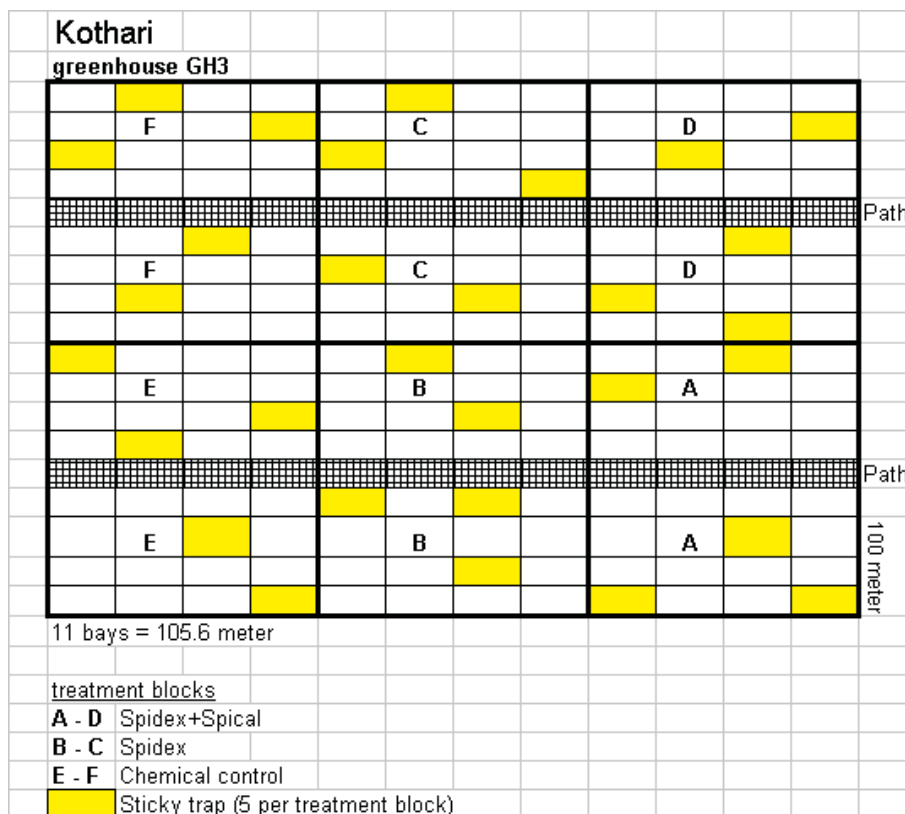 Kothari
greenhouse GH3
F C D
Path
F C D
E B A
Path
E B A
100 meter
11 bays = 105.6 meter
treatment blocks
A - D Spidex+Spical
B - C Spidex
E - F Chemical control
Sticky trap (5 per treatment block)